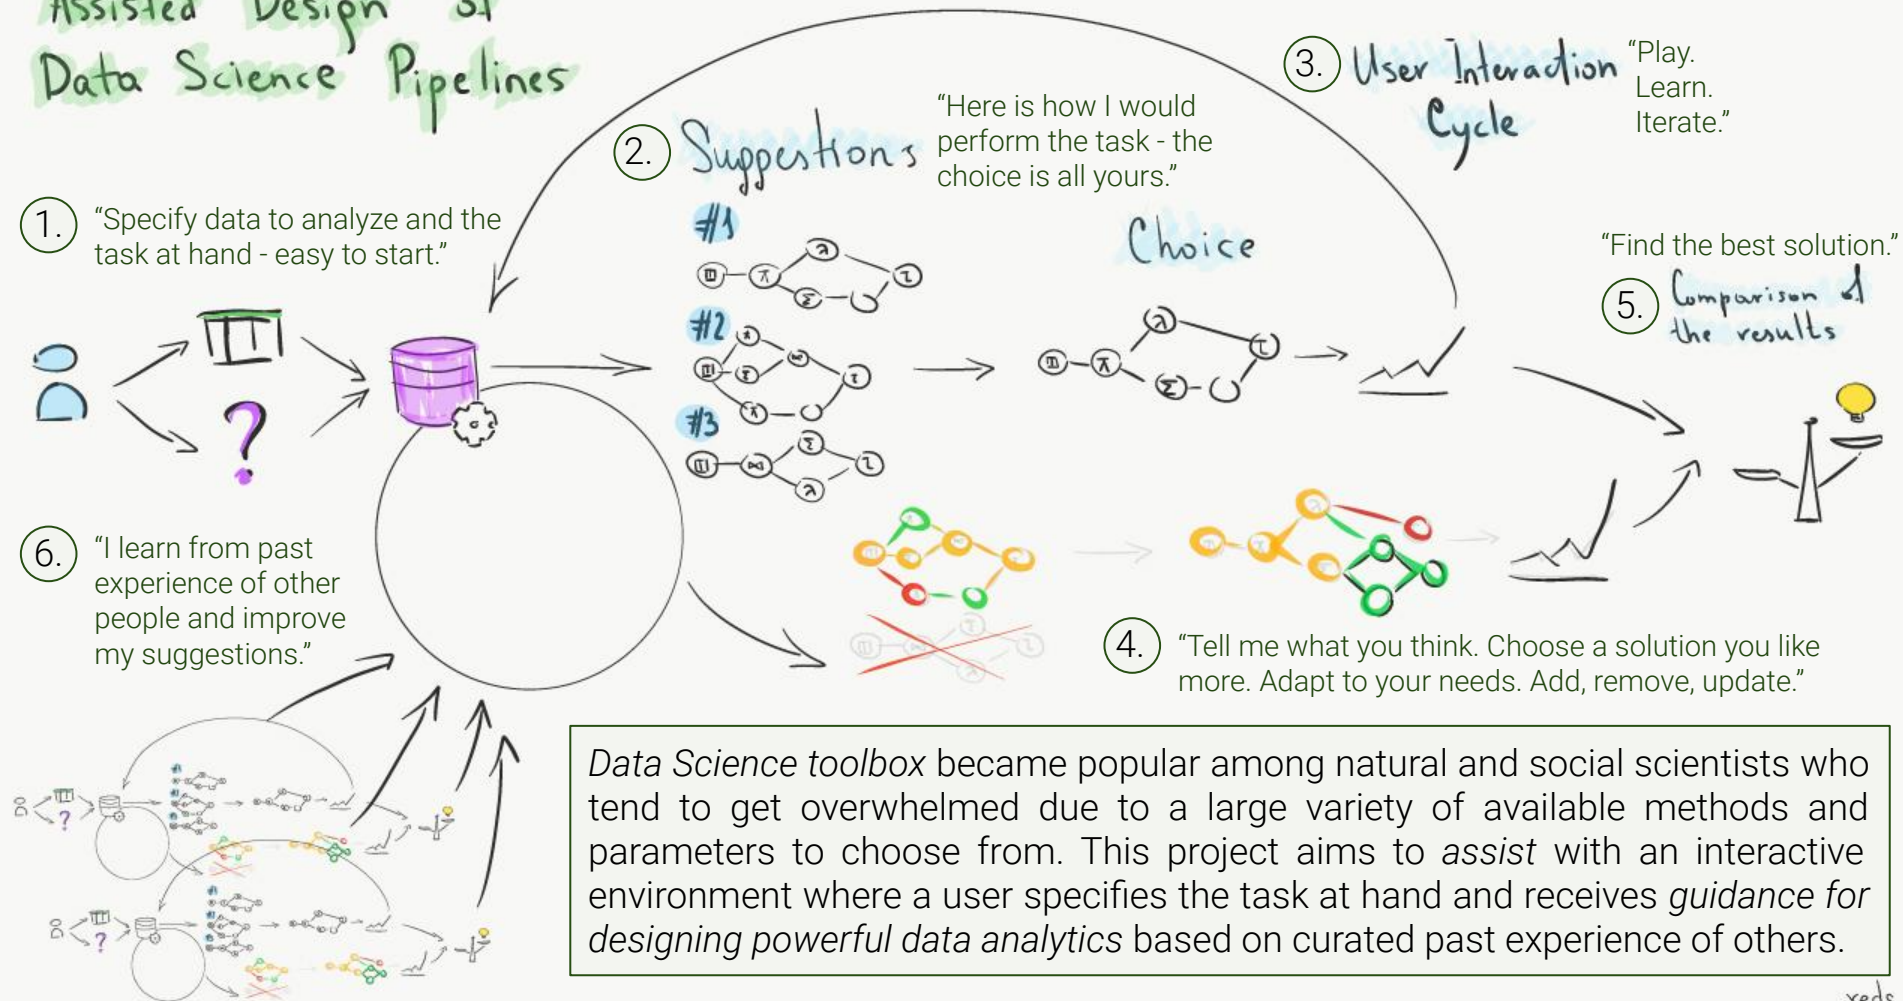 Assisted Design of
Data Science Pipelines
1.
"Specify data to analyze and the
task at hand - easy to start."
2.
Suggestions
"Here is how I would
perform the task - the
choice is all yours."
#1
#2
#3
Choice
3.
User Interaction
Cycle
"Play.
Learn.
Iterate."
"Find the best solution."
5.
Comparison of
the results
?
6.
"I learn from past
experience of other
people and improve
my suggestions."
4.
"Tell me what you think. Choose a solution you like
more. Adapt to your needs. Add, remove, update."
Data Science toolbox became popular among natural and social scientists who
tend to get overwhelmed due to a large variety of available methods and
parameters to choose from. This project aims to assist with an interactive
environment where a user specifies the task at hand and receives guidance for
designing powerful data analytics based on curated past experience of others.